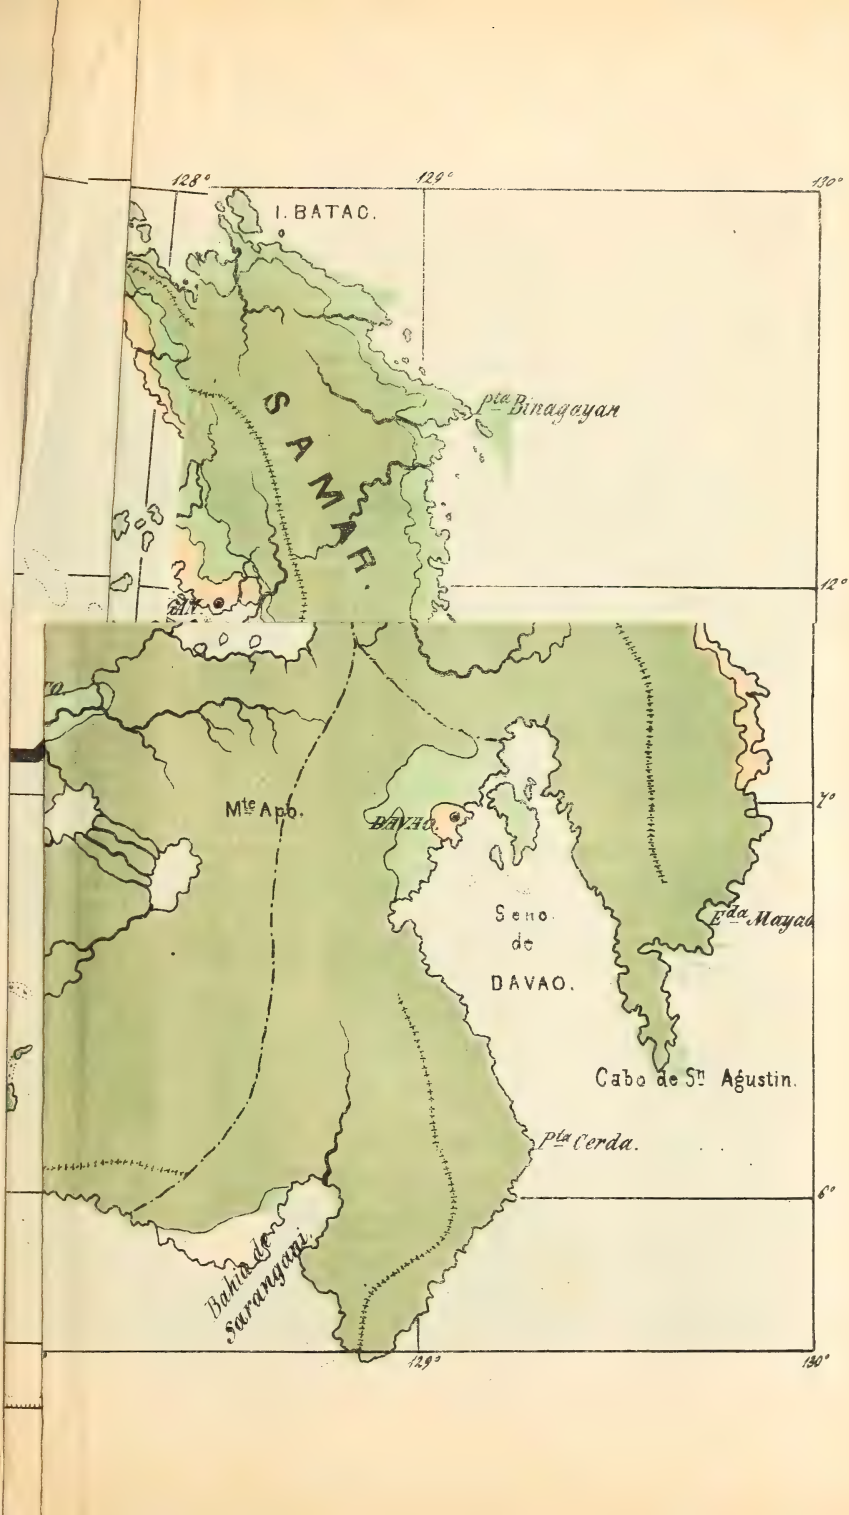 128°
129°
130°
I. BATAC.
Pta Binagayan
SAMAR.
12°
Mte Apo.
DAVAO.
7°
Seno
de
DAVAO.
Eda Mayao
Cabo de Sn Agustin.
Pta Cerda.
6°
Bahia de
Sarangani.
129°
130°